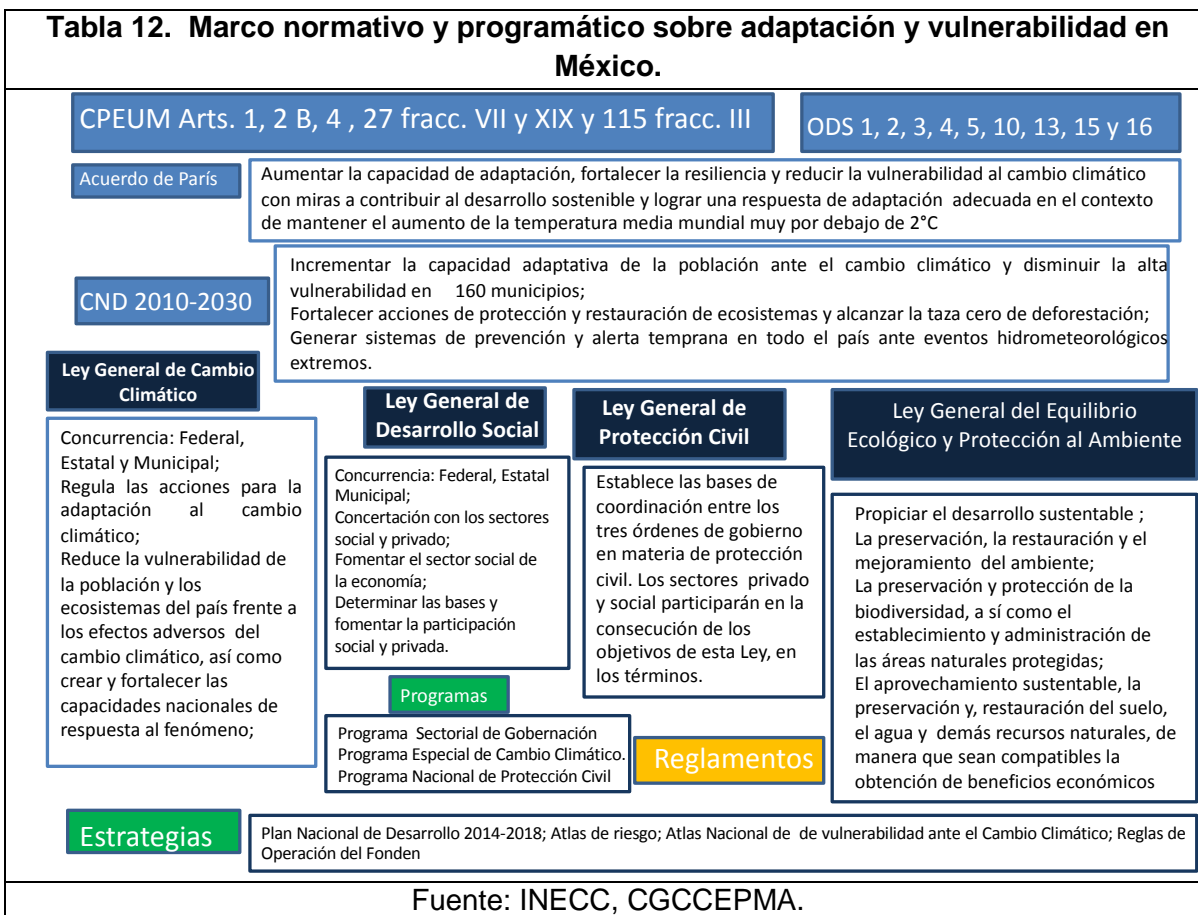 Tabla 12. Marco normativo y programático sobre adaptación y vulnerabilidad en
México.
CPEUM Arts. 1, 2 B, 4 , 27 fracc. VII y XIX y 115 fracc. III
ODS 1, 2, 3, 4, 5, 10, 13, 15 y 16
Acuerdo de París
Aumentar la capacidad de adaptación, fortalecer la resiliencia y reducir la vulnerabilidad al cambio climático
con miras a contribuir al desarrollo sostenible y lograr una respuesta de adaptación adecuada en el contexto
de mantener el aumento de la temperatura media mundial muy por debajo de 2°C
CND 2010-2030
Incrementar la capacidad adaptativa de la población ante el cambio climático y disminuir la alta
vulnerabilidad en 160 municipios;
Fortalecer acciones de protección y restauración de ecosistemas y alcanzar la taza cero de deforestación;
Generar sistemas de prevención y alerta temprana en todo el país ante eventos hidrometeorológicos
extremos.
Ley General de Cambio
Climático
Concurrencia: Federal,
Estatal y Municipal;
Regula las acciones para la
adaptación al cambio
climático;
Reduce la vulnerabilidad de
la población y los
ecosistemas del país frente a
los efectos adversos del
cambio climático, así como
crear y fortalecer las
capacidades nacionales de
respuesta al fenómeno;
Ley General de
Desarrollo Social
Concurrencia: Federal, Estatal
Municipal;
Concertación con los sectores
social y privado;
Fomentar el sector social de
la economía;
Determinar las bases y
fomentar la participación
social y privada.
Ley General de
Protección Civil
Establece las bases de
coordinación entre los
tres órdenes de gobierno
en materia de protección
civil. Los sectores privado
y social participarán en la
consecución de los
objetivos de esta Ley, en
los términos.
Ley General del Equilibrio
Ecológico y Protección al Ambiente
Propiciar el desarrollo sustentable ;
La preservación, la restauración y el
mejoramiento del ambiente;
La preservación y protección de la
biodiversidad, a sí como el
establecimiento y administración de
las áreas naturales protegidas;
El aprovechamiento sustentable, la
preservación y, restauración del suelo,
el agua y demás recursos naturales, de
manera que sean compatibles la
obtención de beneficios económicos
Programas
Programa Sectorial de Gobernación
Programa Especial de Cambio Climático.
Programa Nacional de Protección Civil
Reglamentos
Estrategias
Plan Nacional de Desarrollo 2014-2018; Atlas de riesgo; Atlas Nacional de de vulnerabilidad ante el Cambio Climático; Reglas de
Operación del Fonden
Fuente: INECC, CGCCEPMA.